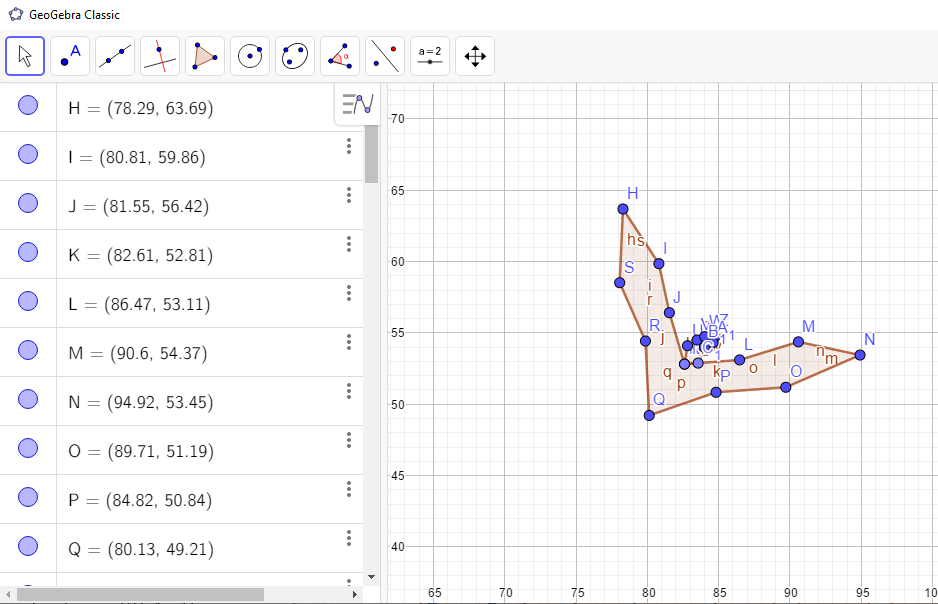 GeoGebra Classic
A
a = 2
H = (78.29, 63.69)
I = (80.81, 59.86)
J = (81.55, 56.42)
K = (82.61, 52.81)
L = (86.47, 53.11)
M = (90.6, 54.37)
N = (94.92, 53.45)
O = (89.71, 51.19)
P = (84.82, 50.84)
Q = (80.13, 49.21)
70
65
60
55
50
45
40
65
70
75
80
85
90
95
10
H
h
s
I
S
i
r
J
R
j
L
M
N
n
m
l
O
o
k
P
q
p
Q